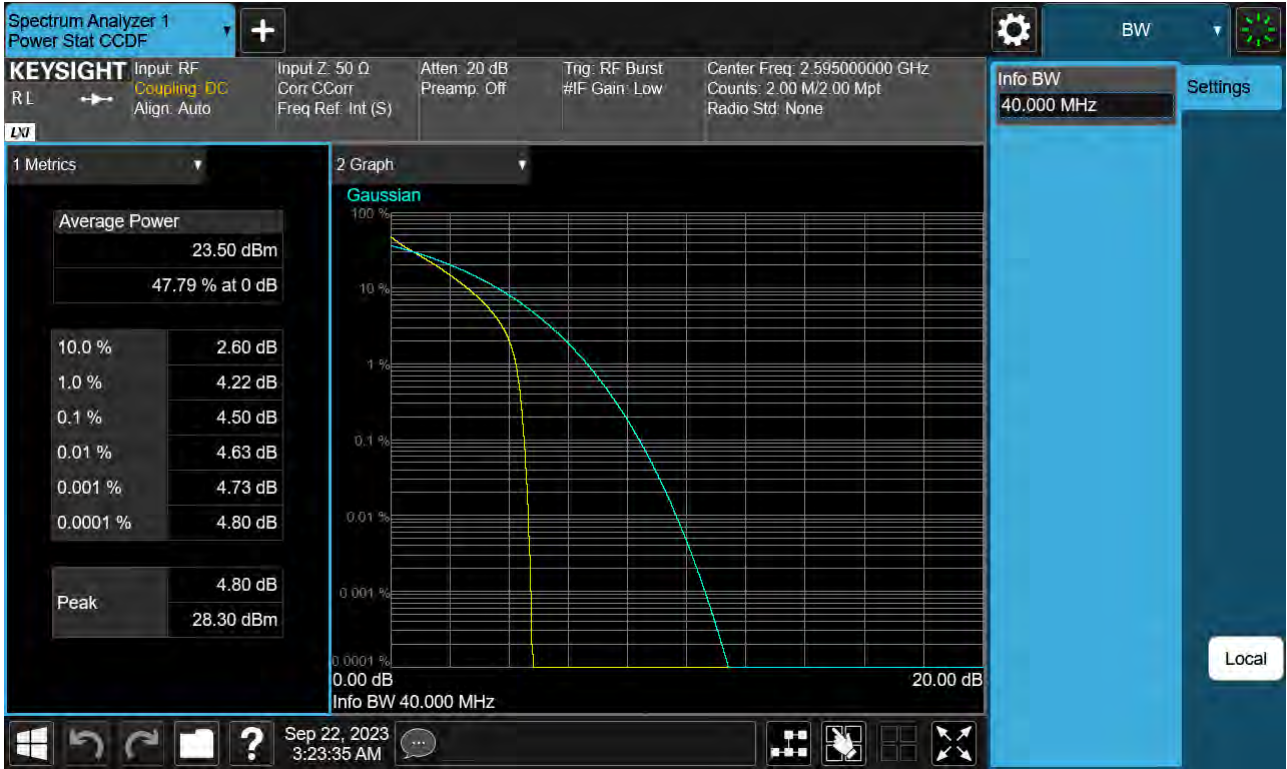 Spectrum Analyzer 1
Power Stat CCDF
BW
KEYSIGHT
R L
LXI
Input: RF
Coupling: DC
Align: Auto
Input Z: 50 Ω
Corr CCorr
Freq Ref: Int (S)
Atten: 20 dB
Preamp: Off
Trig: RF Burst
#IF Gain: Low
Center Freq: 2.595000000 GHz
Counts: 2.00 M/2.00 Mpt
Radio Std: None
Info BW
40.000 MHz
Settings
1 Metrics
Average Power
23.50 dBm
47.79 % at 0 dB
10.0 % 2.60 dB
1.0 % 4.22 dB
0.1 % 4.50 dB
0.01 % 4.63 dB
0.001 % 4.73 dB
0.0001 % 4.80 dB
Peak
4.80 dB
28.30 dBm
2 Graph
Gaussian
100 %
10 %
1 %
0.1 %
0.01 %
0.001 %
0.0001 %
0.00 dB 20.00 dB
Info BW 40.000 MHz
Local
?
Sep 22, 2023
3:23:35 AM